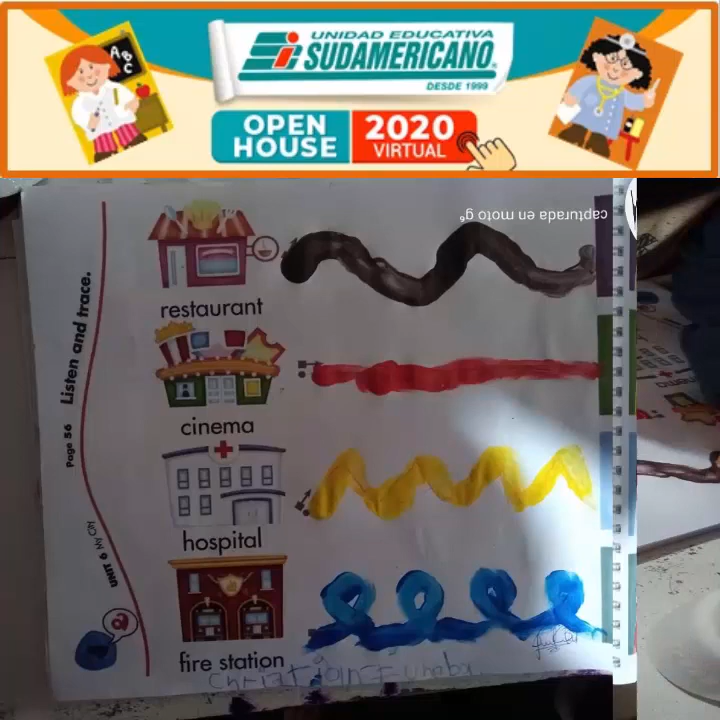 A
B
C
UNIDAD EDUCATIVA
SUDAMERICANO
DESDE 1999
OPEN HOUSE
2020 VIRTUAL
capturada en moto g⁶
Page 56 Listen and trace.
UNIT 6 My City
a
restaurant
cinema
hospital
fire station